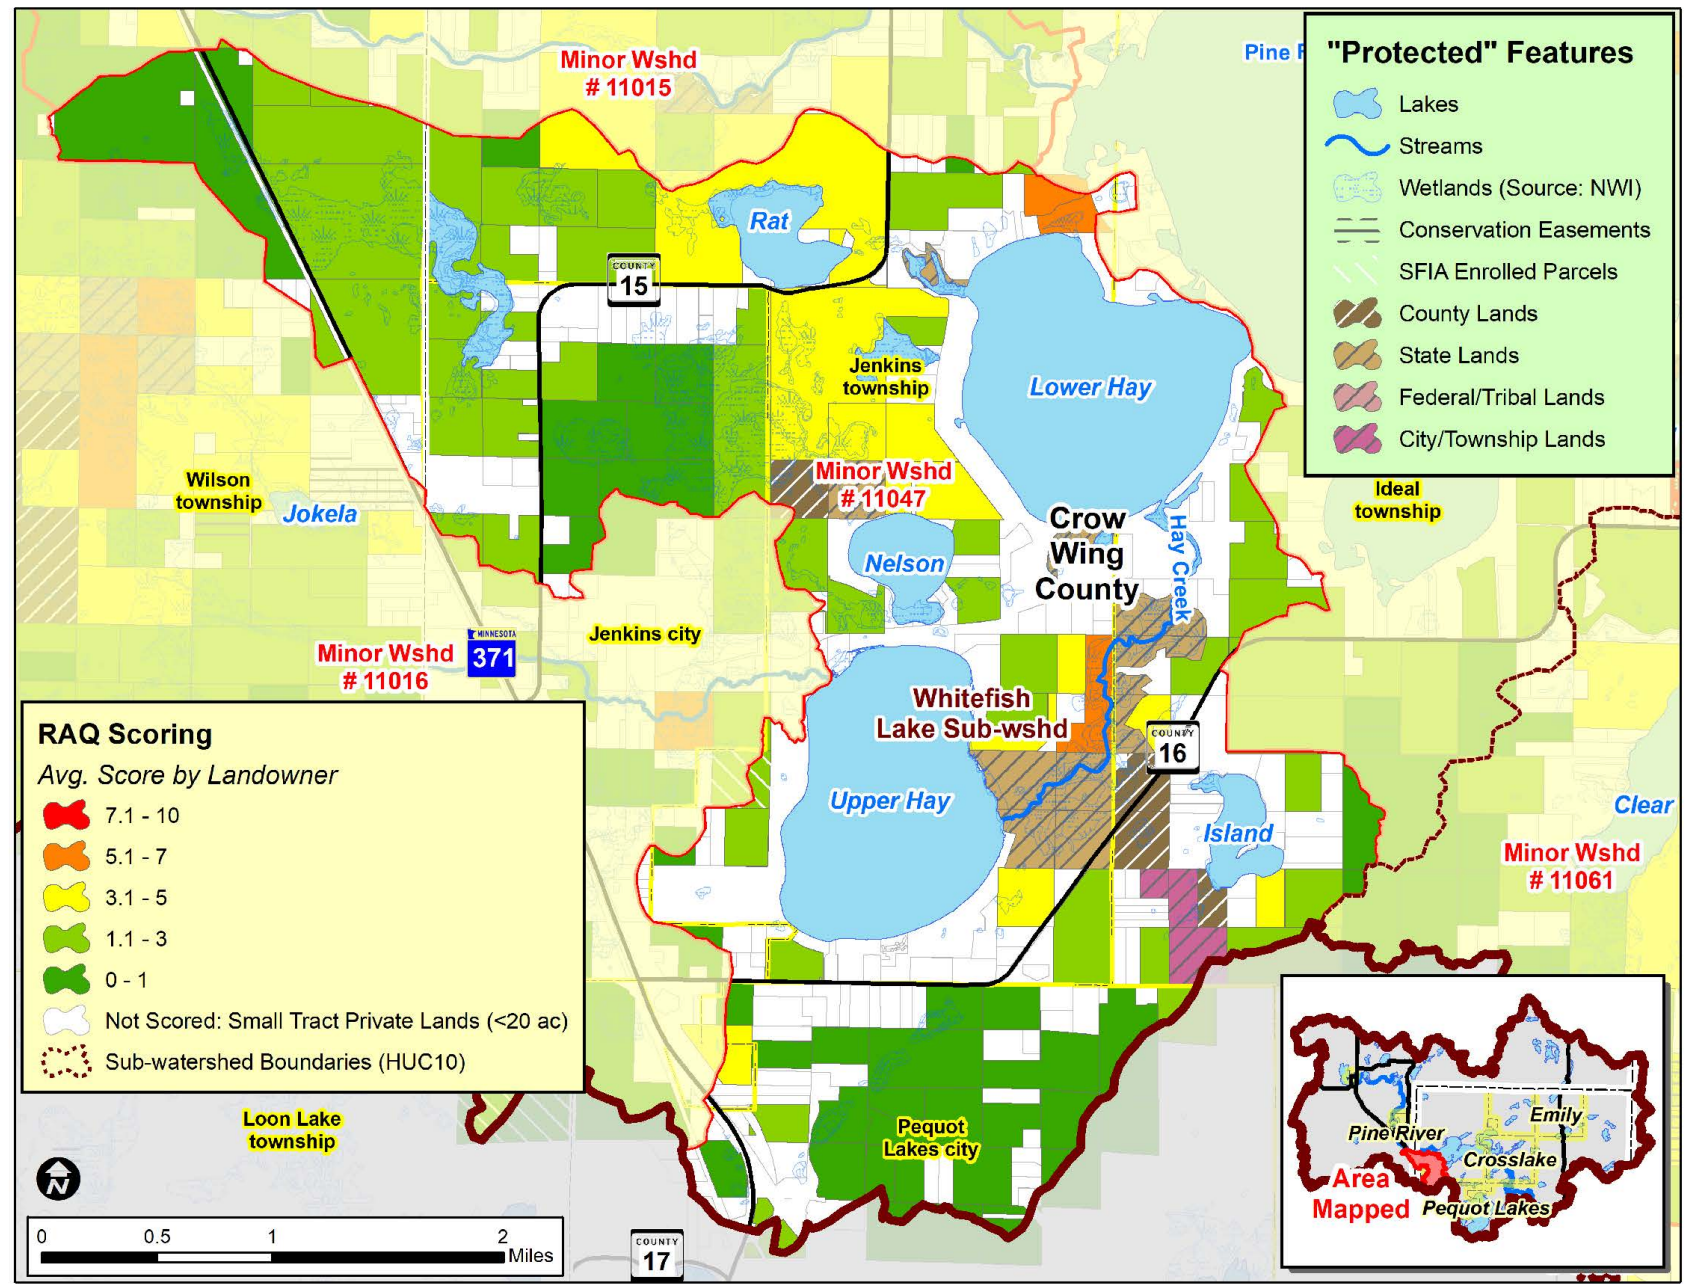 Minor Wshd
# 11015
Pine
"Protected" Features
Lakes
Streams
Wetlands (Source: NWI)
Conservation Easements
SFIA Enrolled Parcels
County Lands
State Lands
Federal/Tribal Lands
City/Township Lands
Rat
COUNTY
15
Jenkins
township
Lower Hay
Wilson
township
Jokela
Minor Wshd
# 11047
Ideal
township
Crow
Wing
County
Hay Creek
Nelson
Jenkins city
MINNESOTA
371
Minor Wshd
# 11016
Whitefish
Lake Sub-wshd
COUNTY
16
Upper Hay
Island
Clear
Minor Wshd
# 11061
RAQ Scoring
Avg. Score by Landowner
7.1 - 10
5.1 - 7
3.1 - 5
1.1 - 3
0 - 1
Not Scored: Small Tract Private Lands (<20 ac)
Sub-watershed Boundaries (HUC10)
Loon Lake
township
Pequot
Lakes city
N
0 0.5 1 2
Miles
COUNTY
17
Emily
Pine River
Crosslake
Area
Mapped
Pequot Lakes